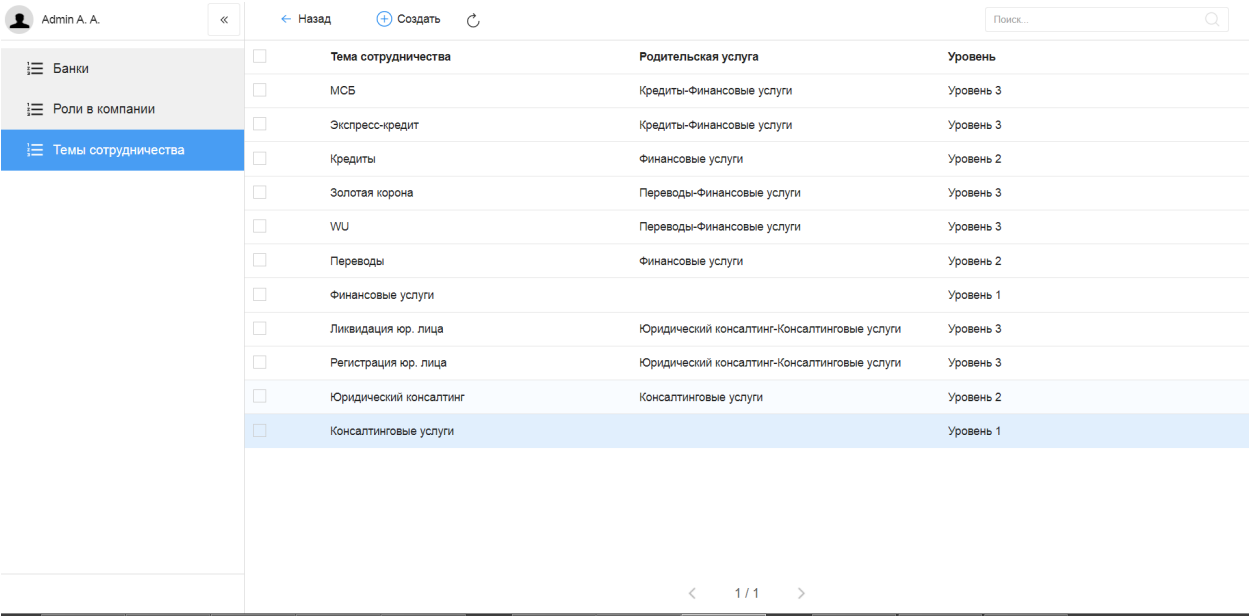 Admin A. A. « ← Назад Создать Поиск...
Банки
Роли в компании
Темы сотрудничества
Тема сотрудничества Родительская услуга Уровень
МСБ Кредиты-Финансовые услуги Уровень 3
Экспресс-кредит Кредиты-Финансовые услуги Уровень 3
Кредиты Финансовые услуги Уровень 2
Золотая корона Переводы-Финансовые услуги Уровень 3
WU Переводы-Финансовые услуги Уровень 3
Переводы Финансовые услуги Уровень 2
Финансовые услуги Уровень 1
Ликвидация юр. лица Юридический консалтинг-Консалтинговые услуги Уровень 3
Регистрация юр. лица Юридический консалтинг-Консалтинговые услуги Уровень 3
Юридический консалтинг Консалтинговые услуги Уровень 2
Консалтинговые услуги Уровень 1
< 1 / 1 >